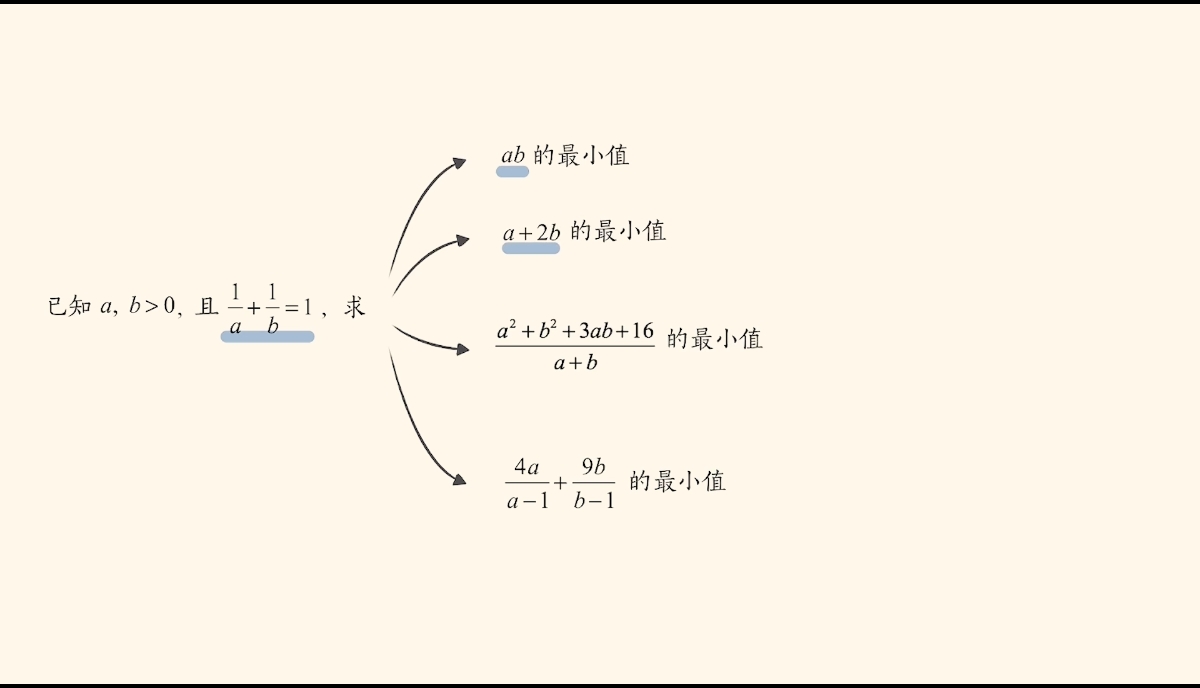 ab 的最小值
a+2b 的最小值
已知 a, b>0, 且 1/a + 1/b =1, 求
(a²+b²+3ab+16)/(a+b) 的最小值
4a/(a−1) + 9b/(b−1) 的最小值